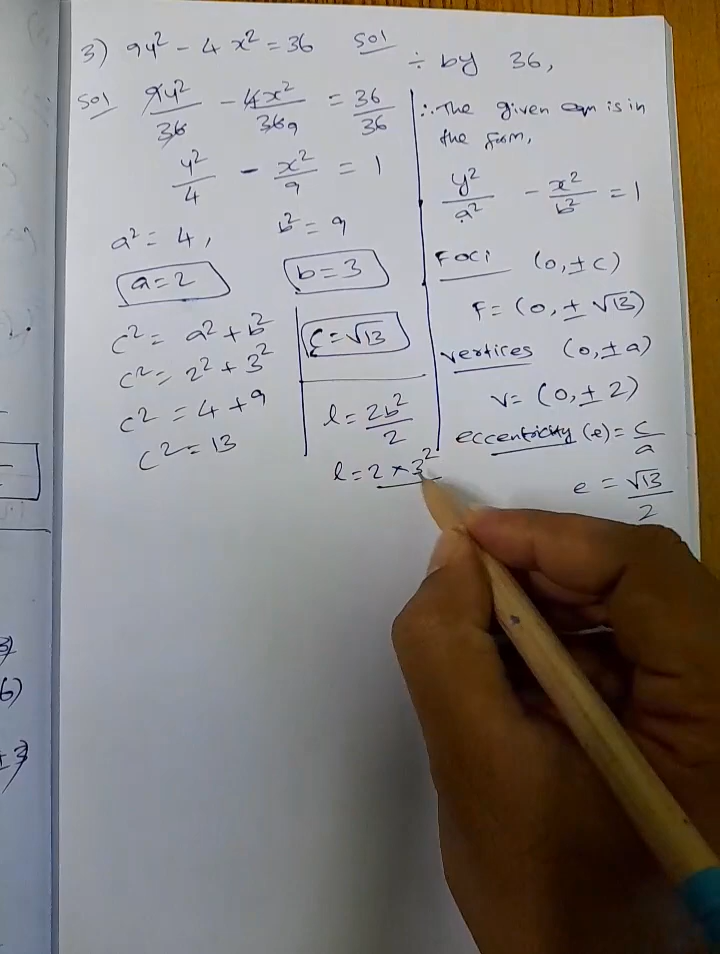 3) 9y² - 4x² = 36 Sol
Sol 9y²/36 - 4x²/36 9 = 36/36
y²/4 - x²/9 = 1
a² = 4, b² = 9
a = 2 b = 3
c² = a² + b²
c² = 2² + 3²
c² = 4 + 9
c² = 13
c = √13
l = 2b²/2
l = 2 × 3²
÷ by 36,
∴ The given eqn is in
the form,
y²/a² - x²/b² = 1
Foci (0, ± c)
F = (0, ± √13)
vertices (0, ± a)
V = (0, ± 2)
eccentricity (e) = c/a
e = √13/2
6)